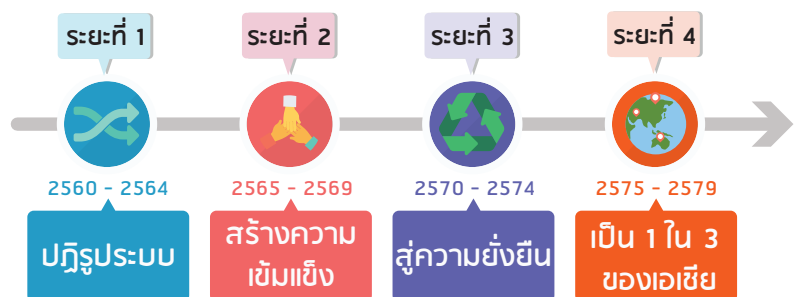 ระยะที่ 1
ระยะที่ 2
ระยะที่ 3
ระยะที่ 4
2560 - 2564
2565 - 2569
2570 - 2574
2575 - 2579
ปฏิรูประบบ
สร้างความ
เข้มแข็ง
สู่ความยั่งยืน
เป็น 1 ใน 3
ของเอเชีย